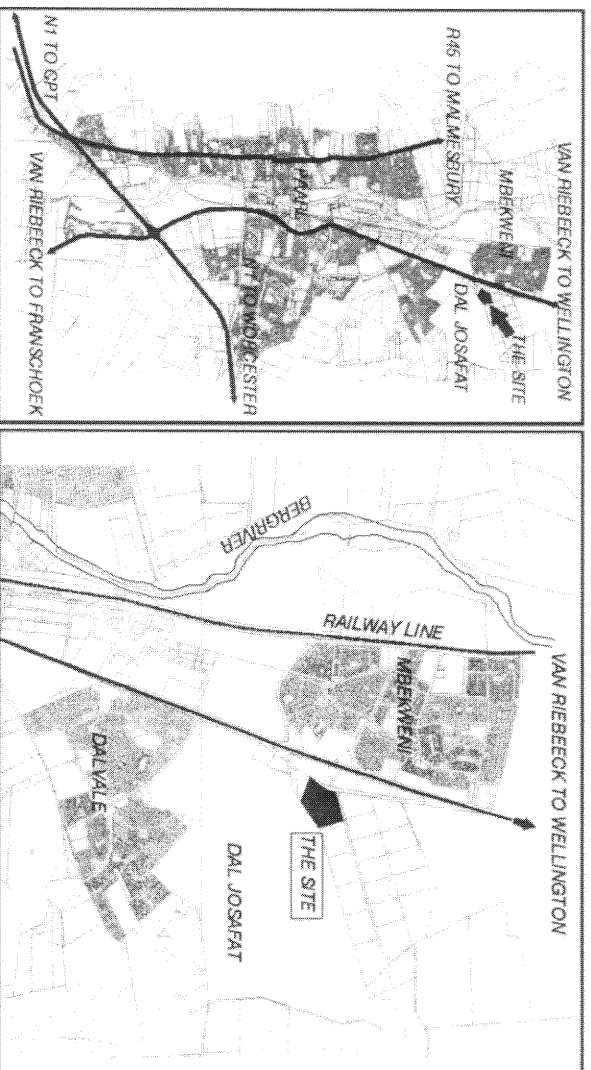 VAN RIEBEECK TO WELLINGTON
MBEKWENI
R45 TO MALMESBURY
THE SITE
DAL JOSAFAT
PAARL
N1 TO WORCESTER
N1 TO CPT
VAN RIEBEECK TO FRANSCHOEK
VAN RIEBEECK TO WELLINGTON
BERGRIVER
RAILWAY LINE
MBEKWENI
THE SITE
DALVALE
DAL JOSAFAT